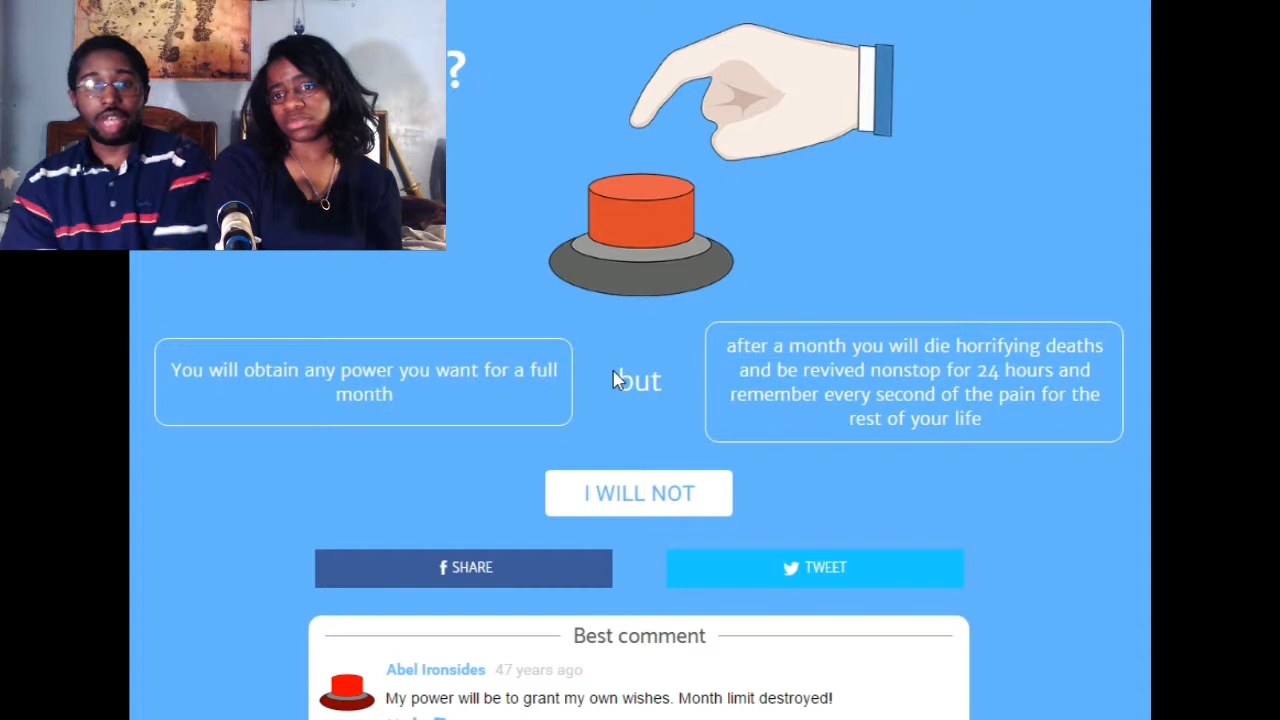 ?
You will obtain any power you want for a full
month
but
after a month you will die horrifying deaths
and be revived nonstop for 24 hours and
remember every second of the pain for the
rest of your life
I WILL NOT
f SHARE
TWEET
Best comment
Abel Ironsides 47 years ago
My power will be to grant my own wishes. Month limit destroyed!